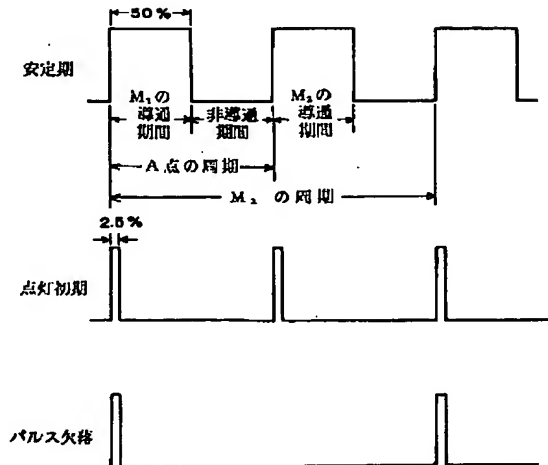 50%
安定期
M₁の
導通
期間
非導通
期間
M₂の
導通
期間
A点の周期
M₁の周期
2.5%
点灯初期
パルス欠落